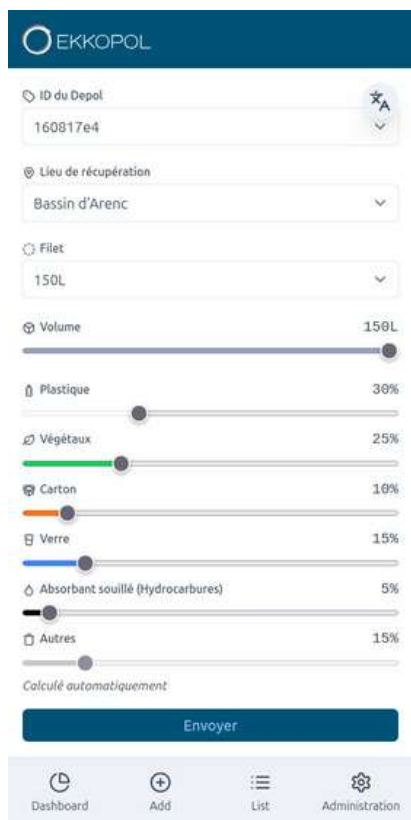 EKKOPOL
ID du Depol
160817e4
Lieu de récupération
Bassin d'Arenc
Filet
150L
Volume 150L
Plastique 30%
Végétaux 25%
Carton 10%
Verre 15%
Absorbant souillé (Hydrocarbures) 5%
Autres 15%
Calculé automatiquement
Envoyer
Dashboard Add List Administration